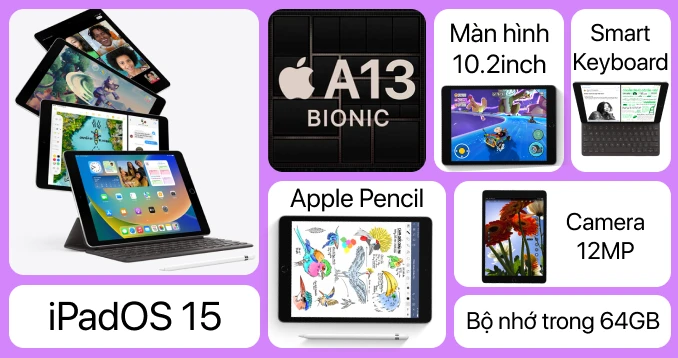 iPadOS 15
A13
BIONIC
Màn hình
10.2inch
Smart
Keyboard
Apple Pencil
Camera
12MP
Bộ nhớ trong 64GB